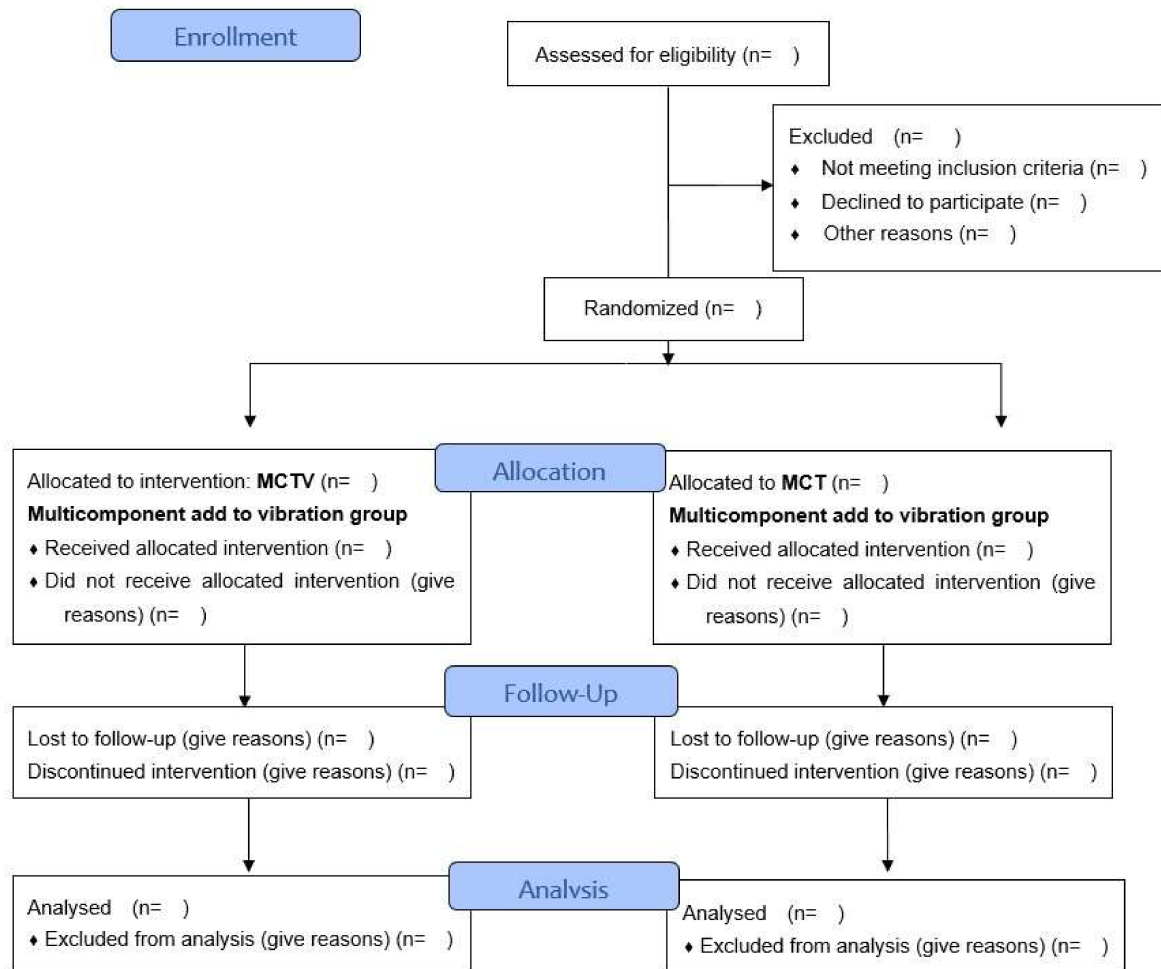 Enrollment
Assessed for eligibility (n= )
Excluded (n= )
♦ Not meeting inclusion criteria (n= )
♦ Declined to participate (n= )
♦ Other reasons (n= )
Randomized (n= )
Allocation
Allocated to intervention: MCTV (n= )
Multicomponent add to vibration group
♦ Received allocated intervention (n= )
♦ Did not receive allocated intervention (give
reasons) (n= )
Allocated to MCT (n= )
Multicomponent add to vibration group
♦ Received allocated intervention (n= )
♦ Did not receive allocated intervention (give
reasons) (n= )
Follow-Up
Lost to follow-up (give reasons) (n= )
Discontinued intervention (give reasons) (n= )
Lost to follow-up (give reasons) (n= )
Discontinued intervention (give reasons) (n= )
Analysis
Analysed (n= )
♦ Excluded from analysis (give reasons) (n= )
Analysed (n= )
♦ Excluded from analysis (give reasons) (n= )